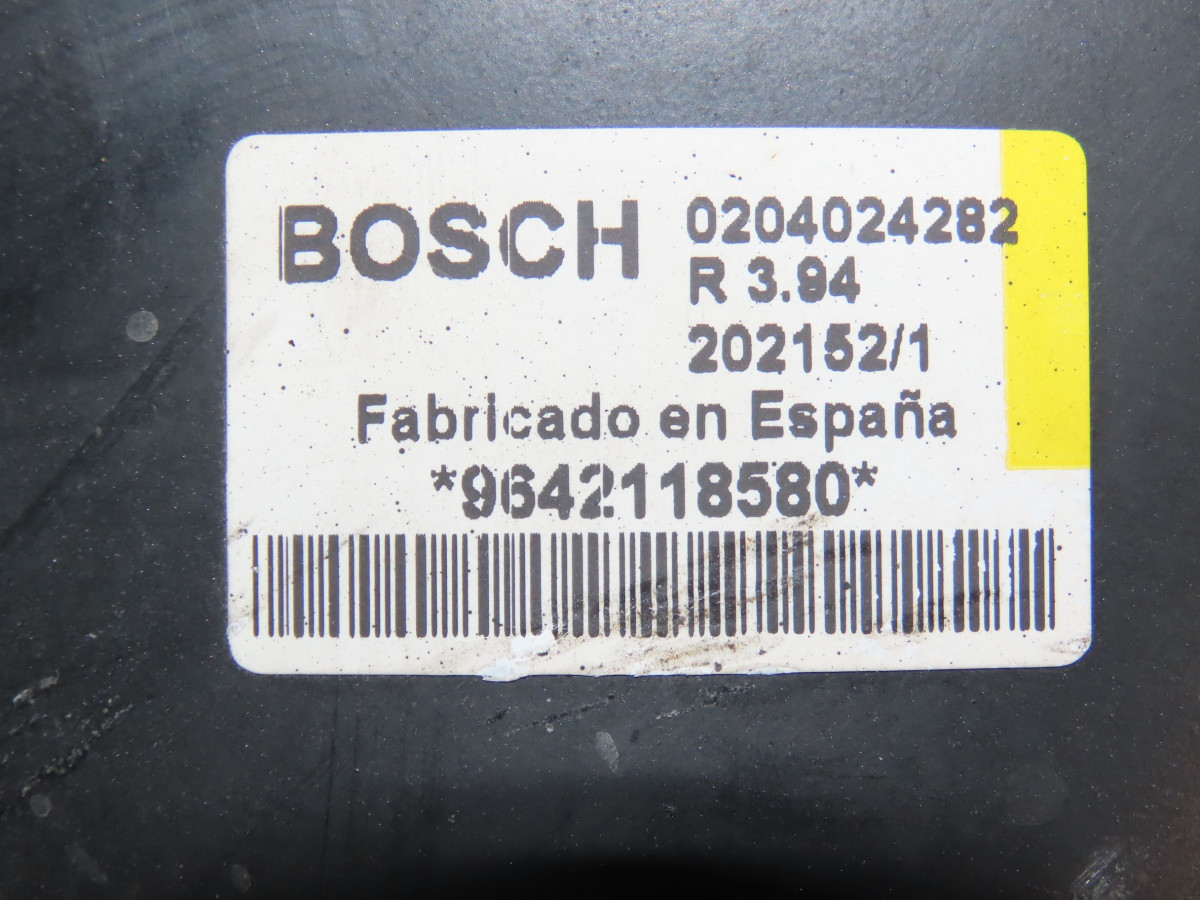 BOSCH
0204024282
R 3.94
202152/1
Fabricado en España
*9642118580*